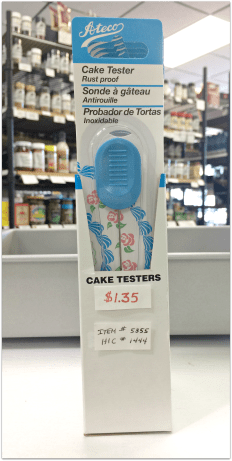 Ateco
Cake Tester
Rust proof
Sonde à gâteau
Antirouille
Probador de Tortas
Inoxidable
CAKE TESTERS
$1.35
ITEM # 5355
HIC # 1444